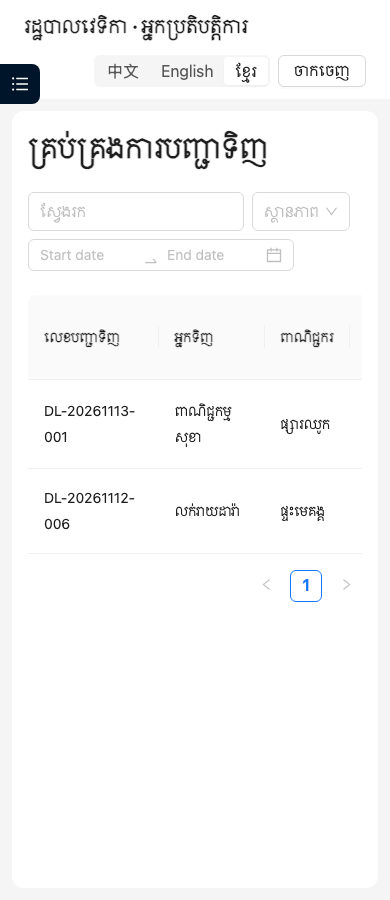 រដ្ឋបាលវេទិកា · អ្នកប្រតិបត្តិការ
中文 English ខ្មែរ ចាកចេញ
គ្រប់គ្រងការបញ្ជាទិញ
ស្វែងរក ស្ថានភាព
Start date End date
លេខបញ្ជាទិញ អ្នកទិញ ពាណិជ្ជករ
DL-20261113-001 ពាណិជ្ជកម្ម សុខា ផ្សារឈូក
DL-20261112-006 លក់រាយដារ៉ា ផ្ទះមេគង្គ
1